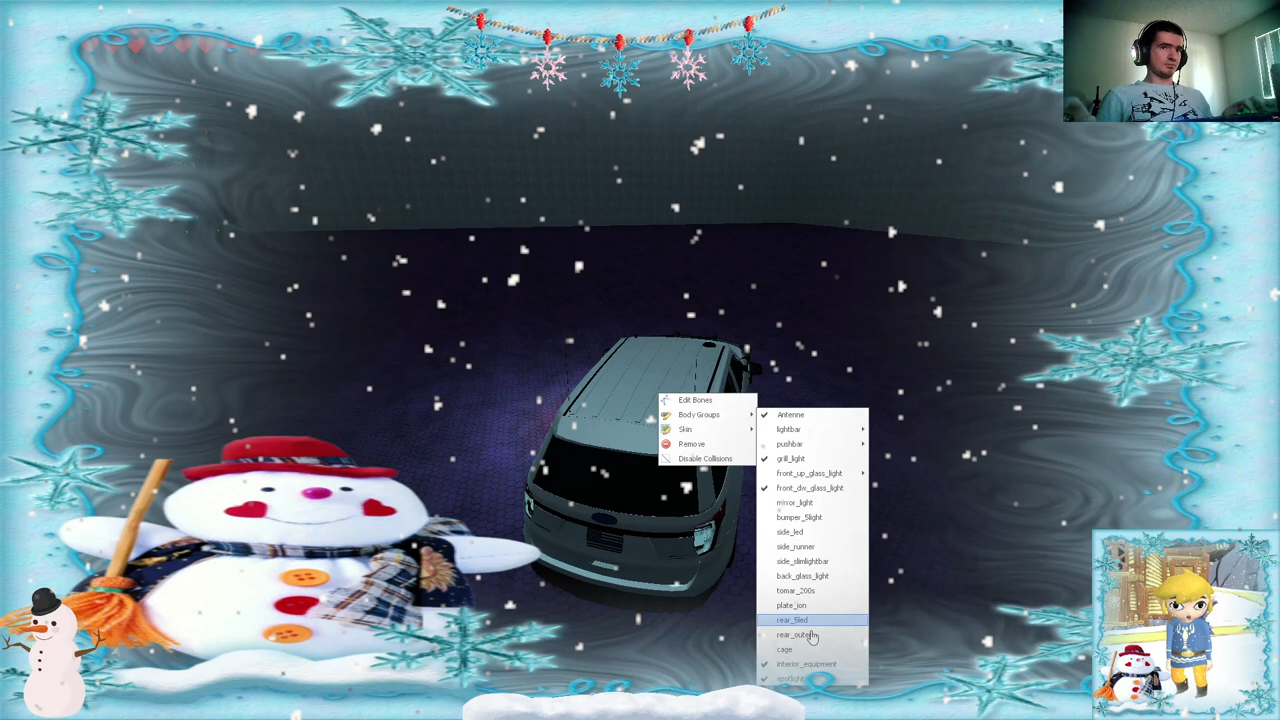 Edit Bones
Body Groups
Skin
Remove
Disable Collisions
Antenne
lightbar
pushbar
grill_light
front_up_glass_light
front_dw_glass_light
mirror_light
bumper_5light
side_led
side_runner
side_slimlightbar
back_glass_light
tomar_200s
plate_ion
rear_5led
cage
interior_equipment
spotlight